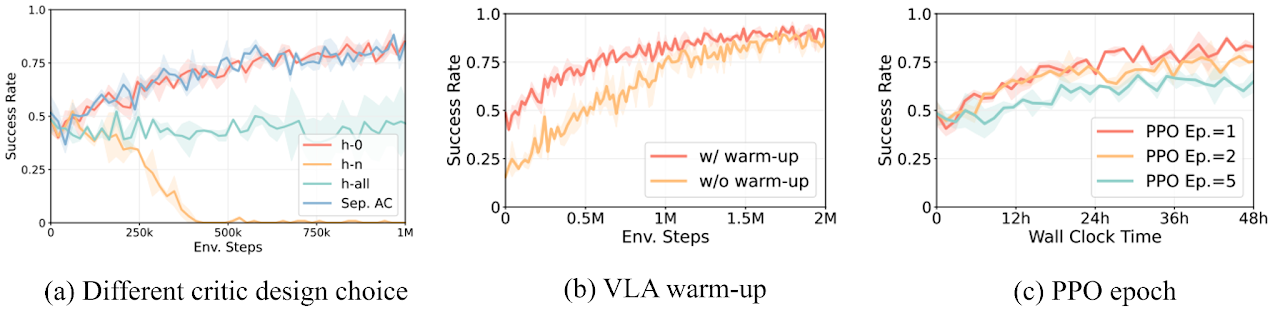 1.0
0.75
0.5
0.25
0
Success Rate
h-0
h-n
h-all
Sep. AC
250k
500k
750k
1M
Env. Steps
(a) Different critic design choice
1.0
0.75
0.5
0.25
0
Success Rate
w/ warm-up
w/o warm-up
0
0.5M
1M
1.5M
2M
Env. Steps
(b) VLA warm-up
1.0
0.75
0.5
0.25
0
Success Rate
PPO Ep.=1
PPO Ep.=2
PPO Ep.=5
0
12h
24h
36h
48h
Wall Clock Time
(c) PPO epoch